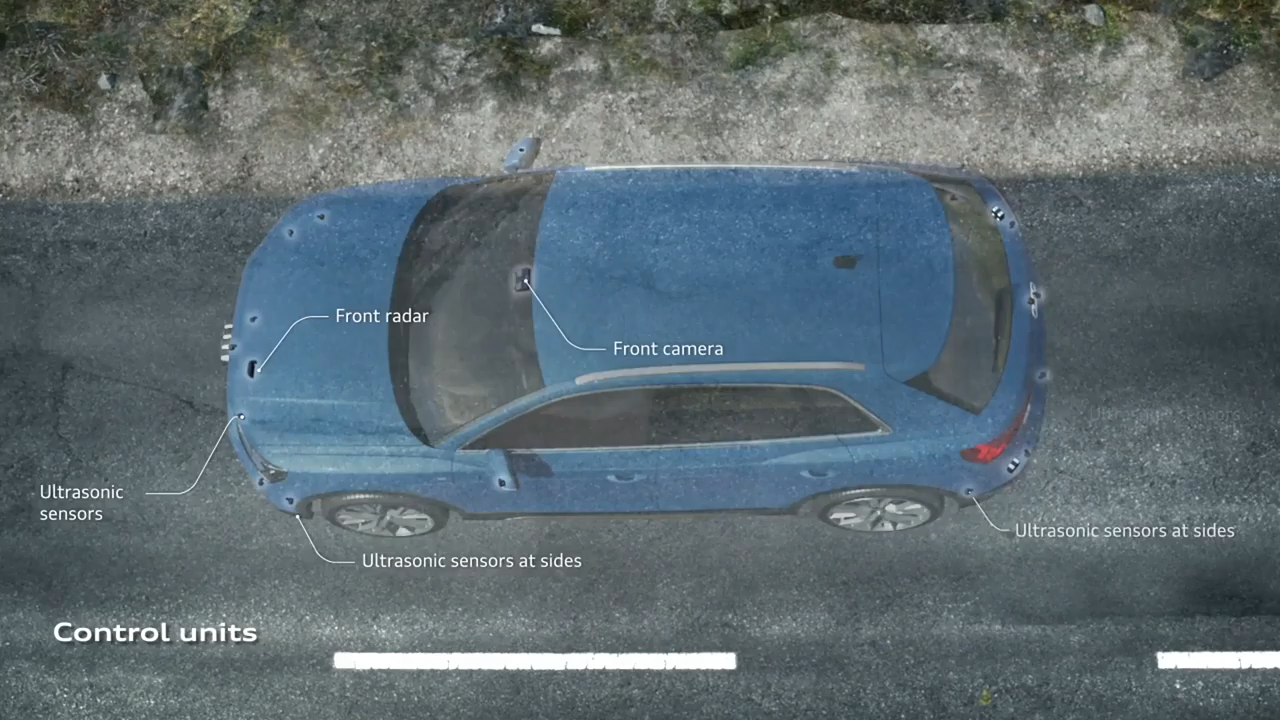 Front radar
Front camera
Ultrasonic
sensors
Ultrasonic sensors at sides
Ultrasonic sensors at sides
Control units